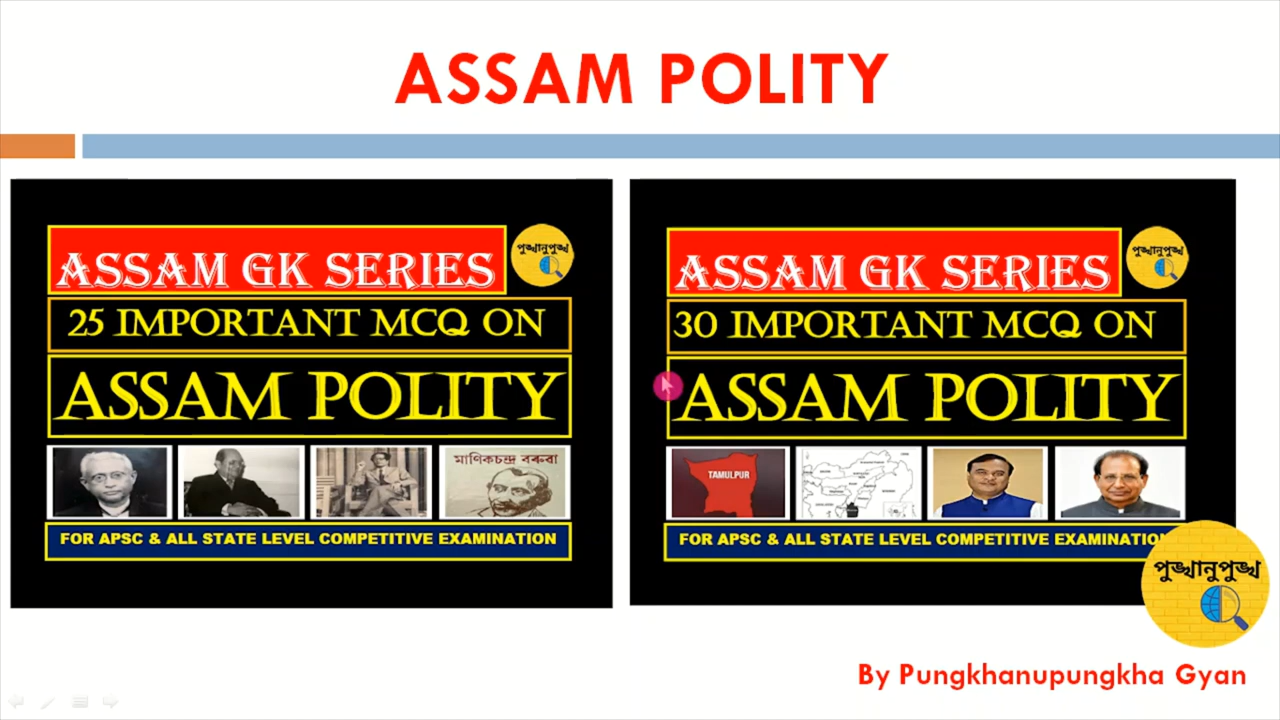 ASSAM POLITY
ASSAM GK SERIES
পুঙ্খানুপুঙ্খ
25 IMPORTANT MCQ ON
ASSAM POLITY
মাণিকচন্দ্ৰ বৰুৱা
FOR APSC & ALL STATE LEVEL COMPETITIVE EXAMINATION
ASSAM GK SERIES
পুঙ্খানুপুঙ্খ
30 IMPORTANT MCQ ON
ASSAM POLITY
TAMULPUR
FOR APSC & ALL STATE LEVEL COMPETITIVE EXAMINATION
পুঙ্খানুপুঙ্খ
By Pungkhanupungkha Gyan